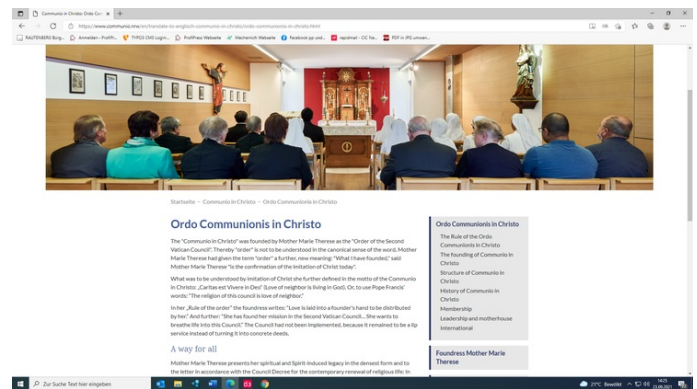 Communio in Christo: Ordo Com
https://www.communio.nrw/en/translate-to-englisch-communio-in-christo/ordo-communionis-in-christo.html
Startseite – Communio in Christo – Ordo Communionis in Christo
Ordo Communionis in Christo
The "Communio in Christo" was founded by Mother Marie Therese as the "Order of the Second
Vatican Council". Thereby "order" is not to be understood in the canonical sense of the word. Mother
Marie Therese had given the term "order" a further, new meaning: "What I have founded," said
Mother Marie Therese "is the confirmation of the Imitation of Christ today".
What was to be understood by imitation of Christ she further defined in the motto of the Communio
in Christo: „Caritas est Vivere in Deo" (Love of neighbor is living in God). Or, to use Pope Francis'
words: "The religion of this council is love of neighbor."
In her „Rule of the order" the foundress writes: "Love is laid into a founder's hand to be distributed
by her." And further: "She has found her mission in the Second Vatican Council... She wants to
breathe life into this Council." The Council had not been implemented, because it remained to be a lip
service instead of turning it into concrete deeds.
A way for all
Mother Marie Therese presents her spiritual and Spirit-induced legacy in the densest form and to
the letter in accordance with the Council Decree for the contemporary renewal of religious life: In
Ordo Communionis in Christo
The Rule of the Ordo
Communionis in Christo
The founding of Communio in
Christo
Structure of Communio in
Christo
History of Communio in
Christo
Membership
Leadership and motherhouse
International
Foundress Mother Marie
Therese
Zur Suche Text hier eingeben
21°C Bewölkt
14:25
23.09.2021